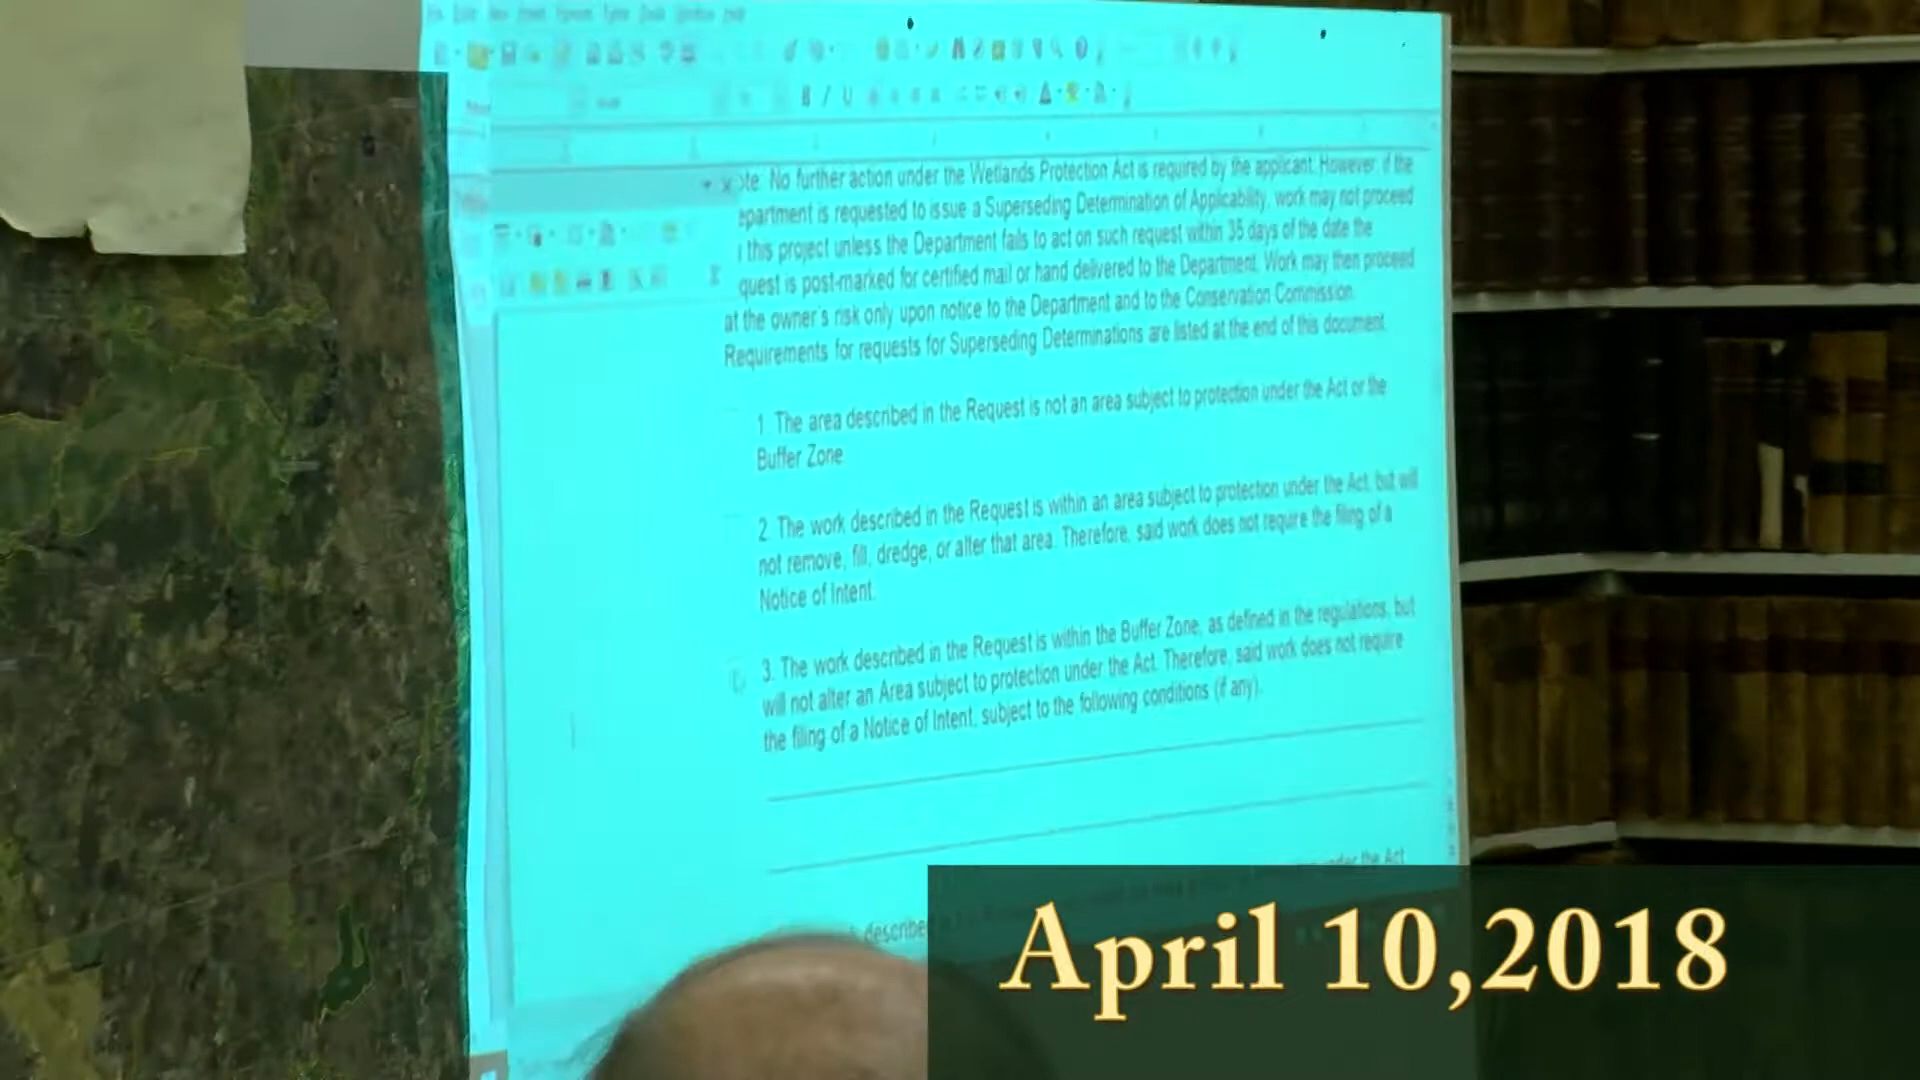 ote: No further action under the Wetlands Protection Act is required by the applicant. However, if the
epartment is requested to issue a Superseding Determination of Applicability, work may not proceed
this project unless the Department fails to act on such request within 35 days of the date the
quest is post-marked for certified mail or hand delivered to the Department. Work may then proceed
at the owner's risk only upon notice to the Department and to the Conservation Commission.
Requirements for requests for Superseding Determinations are listed at the end of this document.
1. The area described in the Request is not an area subject to protection under the Act or the
Buffer Zone
2. The work described in the Request is within an area subject to protection under the Act, but will
not remove, fill, dredge, or alter that area. Therefore, said work does not require the filing of a
Notice of Intent.
3. The work described in the Request is within the Buffer Zone, as defined in the regulations, but
will not alter an Area subject to protection under the Act. Therefore, said work does not require
the filing of a Notice of Intent, subject to the following conditions (if any).
under the Act
describe
April 10,2018